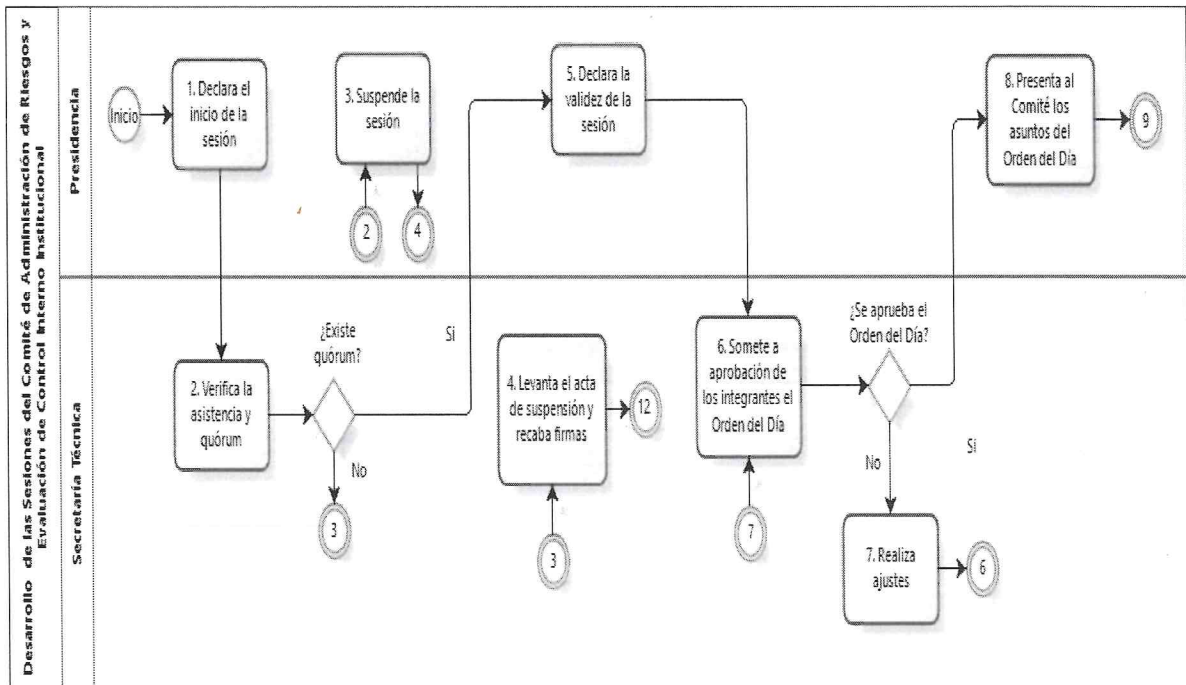 Desarrollo de las Sesiones del Comité de Administración de Riesgos y
Evaluación de Control Interno Institucional
Presidencia
Inicio
1. Declara el
inicio de la
sesión
3. Suspende la
sesión
2
4
5. Declara la
validez de la
sesión
8. Presenta al
Comité los
asuntos del
Orden del Día
9
Secretaría Técnica
2. Verifica la
asistencia y
quórum
¿Existe
quórum?
Si
No
3
4. Levanta el acta
de suspensión y
recaba firmas
12
3
6. Somete a
aprobación de
los integrantes el
Orden del Día
7
¿Se aprueba el
Orden del Día?
Si
No
7. Realiza
ajustes
6